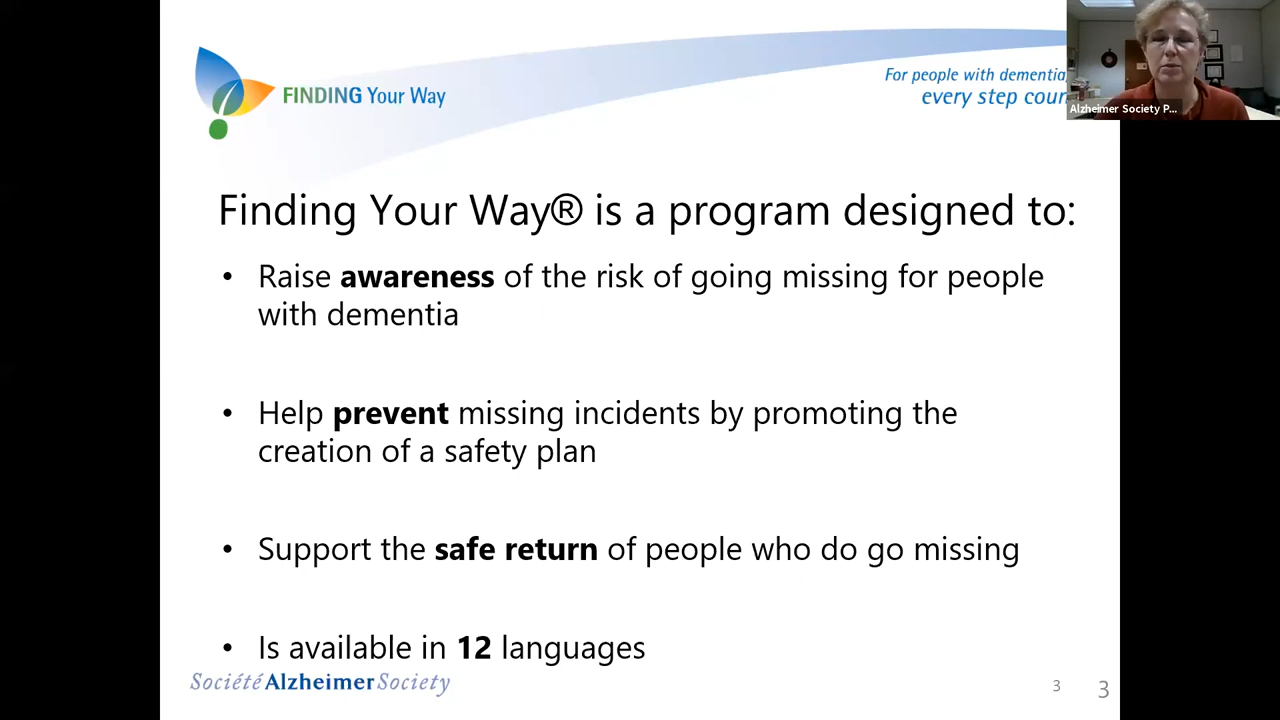 FINDING Your Way
For people with dementia,
every step cour
Alzheimer Society P...
Finding Your Way® is a program designed to:
• Raise awareness of the risk of going missing for people
with dementia
• Help prevent missing incidents by promoting the
creation of a safety plan
• Support the safe return of people who do go missing
• Is available in 12 languages
Société Alzheimer Society
3
3